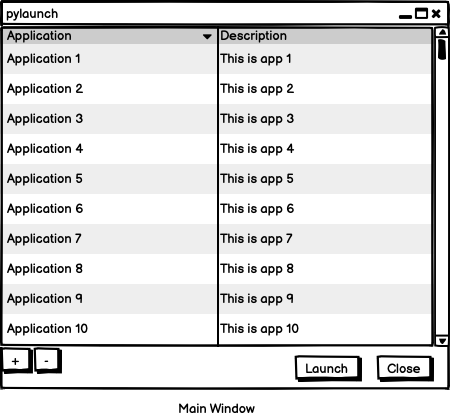 pylaunch
Application Description
Application 1 This is app 1
Application 2 This is app 2
Application 3 This is app 3
Application 4 This is app 4
Application 5 This is app 5
Application 6 This is app 6
Application 7 This is app 7
Application 8 This is app 8
Application 9 This is app 9
Application 10 This is app 10
+ -
Launch Close
Main Window